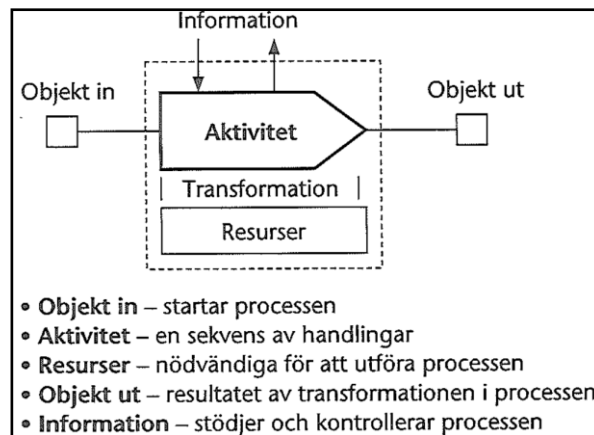 Information
Objekt in
Objekt ut
Aktivitet
Transformation
Resurser
• Objekt in – startar processen
• Aktivitet – en sekvens av handlingar
• Resurser – nödvändiga för att utföra processen
• Objekt ut – resultatet av transformationen i processen
• Information – stödjer och kontrollerar processen